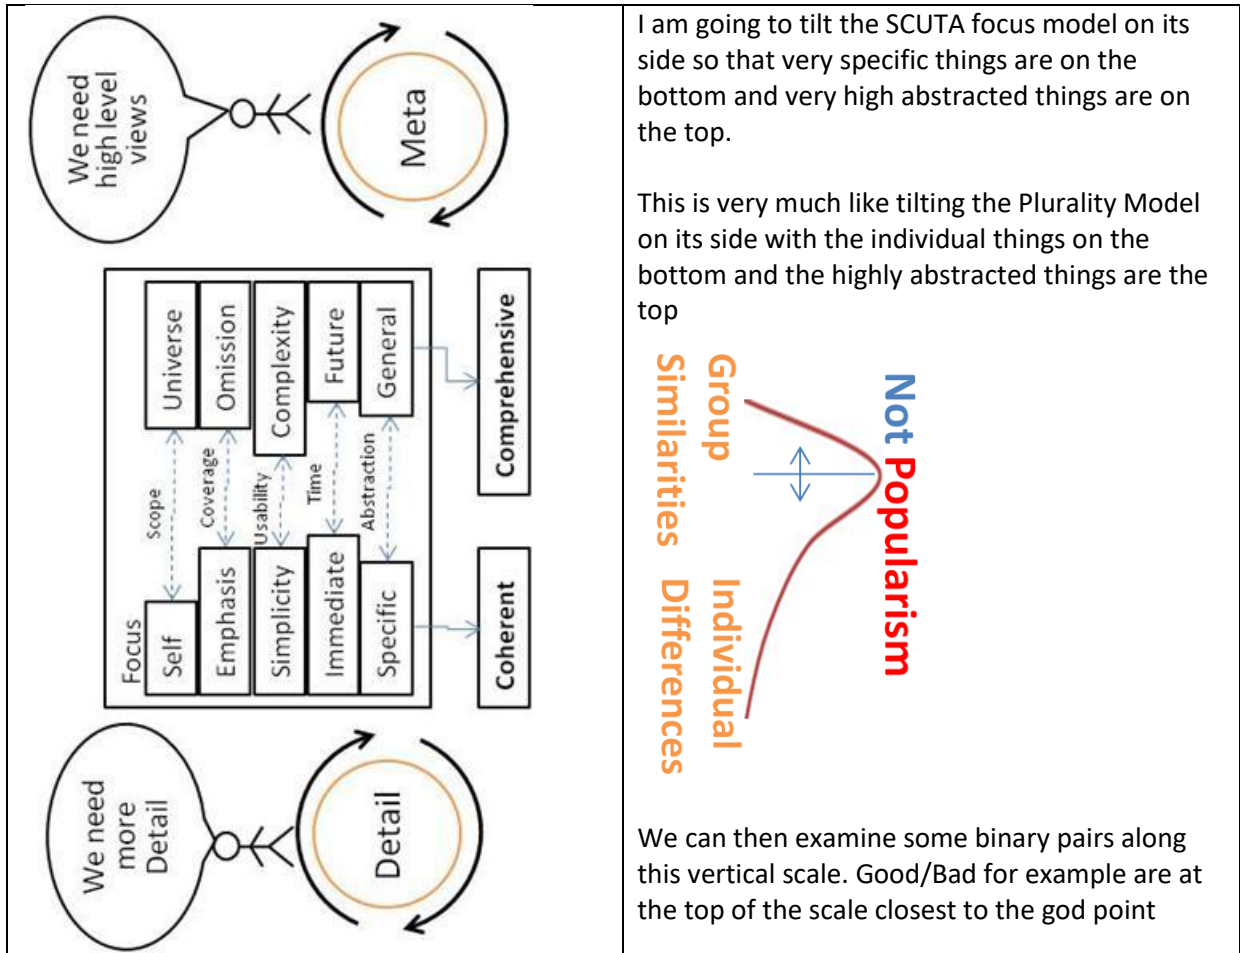 We need
high level
views
Meta
Focus
Self
Scope
Universe
Emphasis
Coverage
Omission
Simplicity
Usability
Complexity
Immediate
Time
Future
Specific
Abstraction
General
Coherent
Comprehensive
We need
more
Detail
Detail
I am going to tilt the SCUTA focus model on its
side so that very specific things are on the
bottom and very high abstracted things are on
the top.
This is very much like tilting the Plurality Model
on its side with the individual things on the
bottom and the highly abstracted things are the
top
Not Popularism
Group
Similarities
Individual
Differences
We can then examine some binary pairs along
this vertical scale. Good/Bad for example are at
the top of the scale closest to the god point